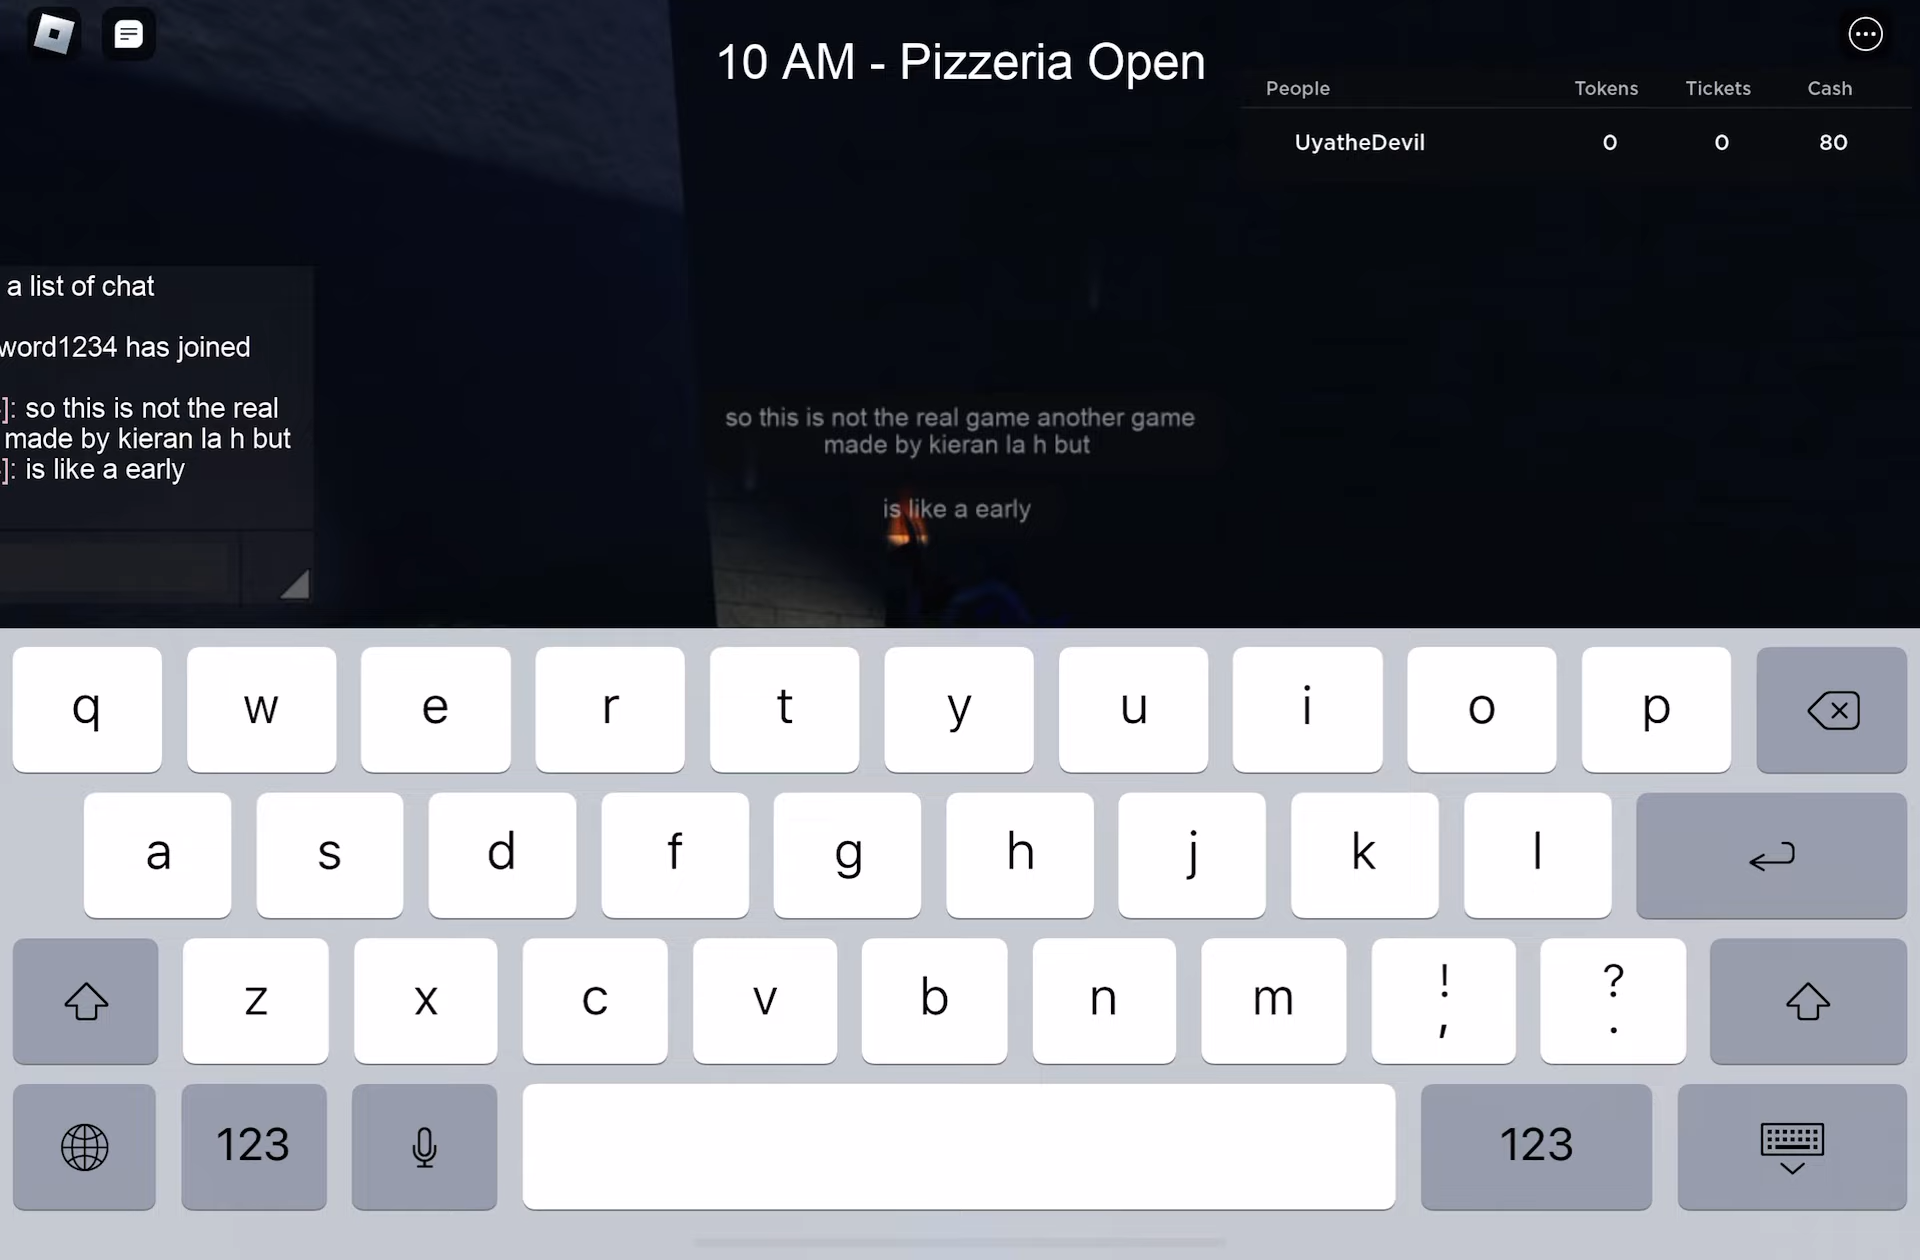 10 AM - Pizzeria Open
People Tokens Tickets Cash
UyatheDevil 0 0 80
a list of chat
word1234 has joined
]: so this is not the real
made by kieran la h but
]: is like a early
so this is not the real game another game
made by kieran la h but
is like a early
q w e r t y u i o p
a s d f g h j k l
z x c v b n m ! , ? .
123 123